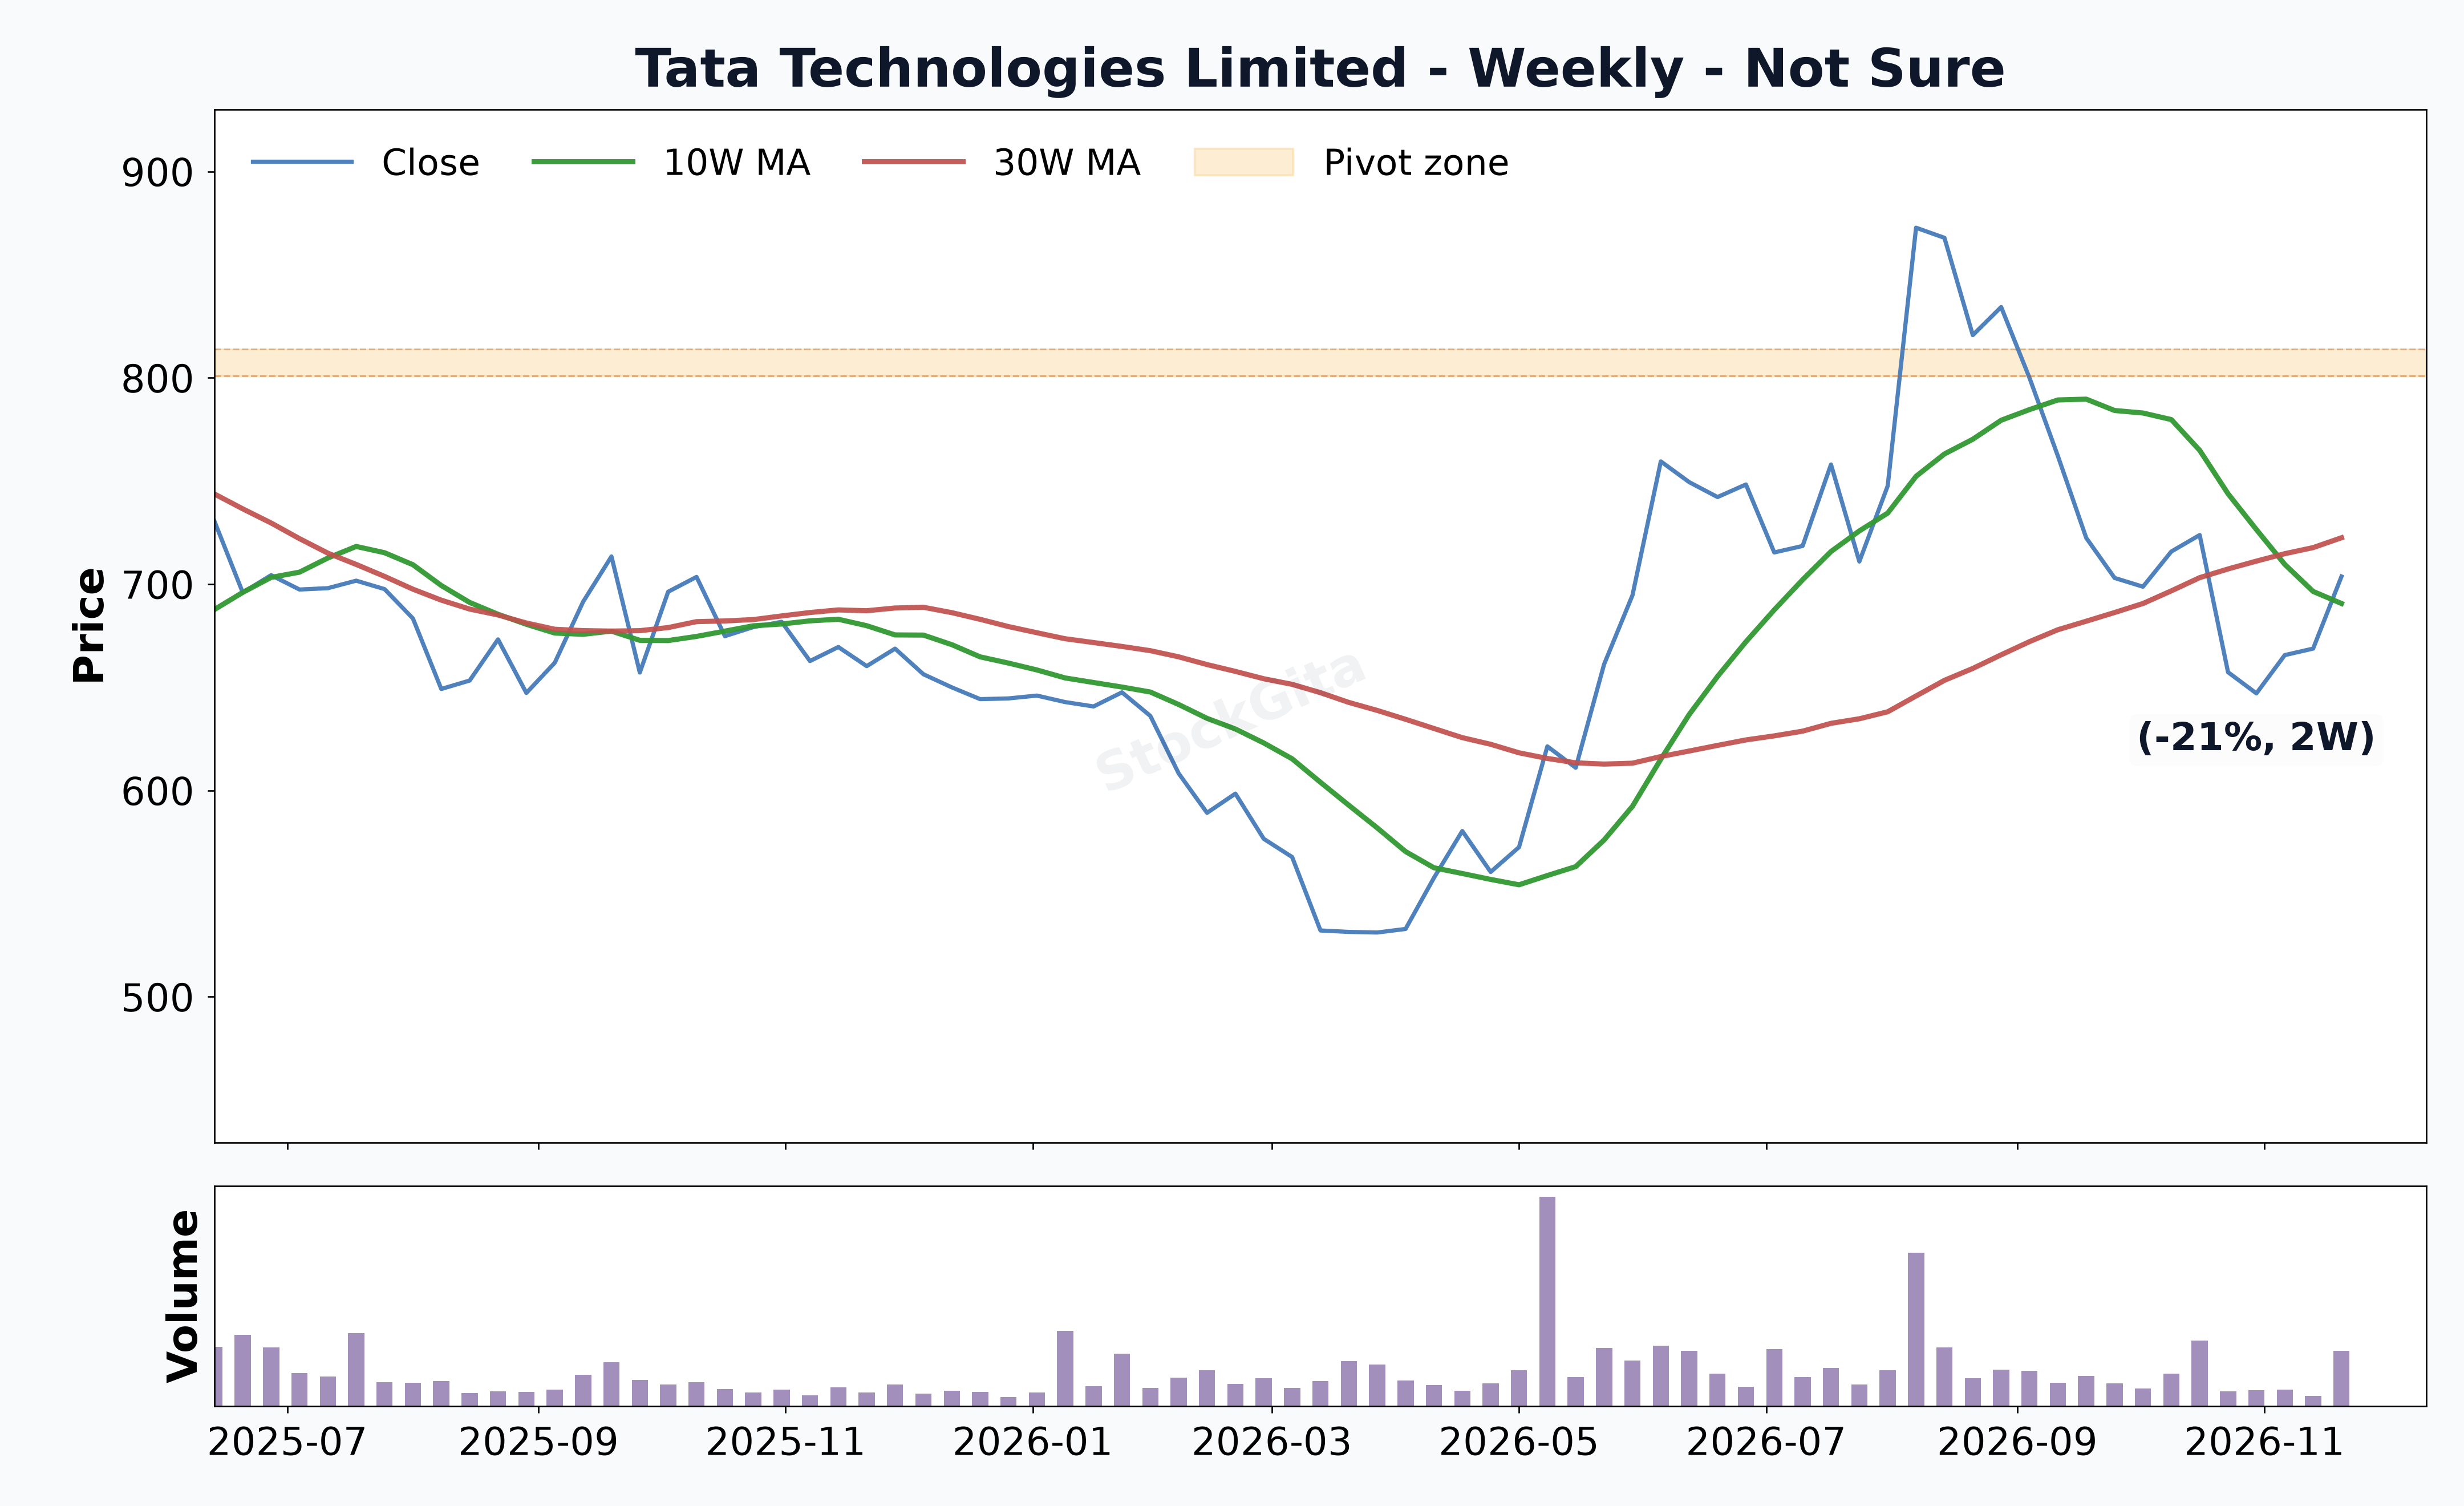 Tata Technologies Limited - Weekly - Not Sure
Close 10W MA 30W MA Pivot zone
Price
900
800
700
600
500
StockGita
(-21%, 2W)
Volume
2025-07 2025-09 2025-11 2026-01 2026-03 2026-05 2026-07 2026-09 2026-11